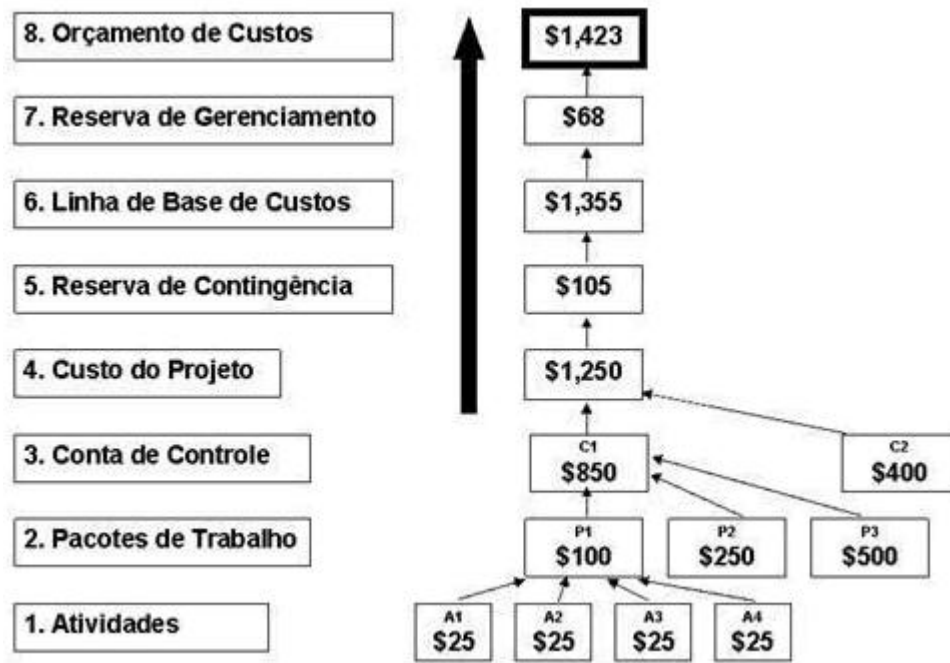 8. Orçamento de Custos
$1,423
7. Reserva de Gerenciamento
$68
6. Linha de Base de Custos
$1,355
5. Reserva de Contingência
$105
4. Custo do Projeto
$1,250
3. Conta de Controle
C1
$850
C2
$400
2. Pacotes de Trabalho
P1
$100
P2
$250
P3
$500
1. Atividades
A1
$25
A2
$25
A3
$25
A4
$25